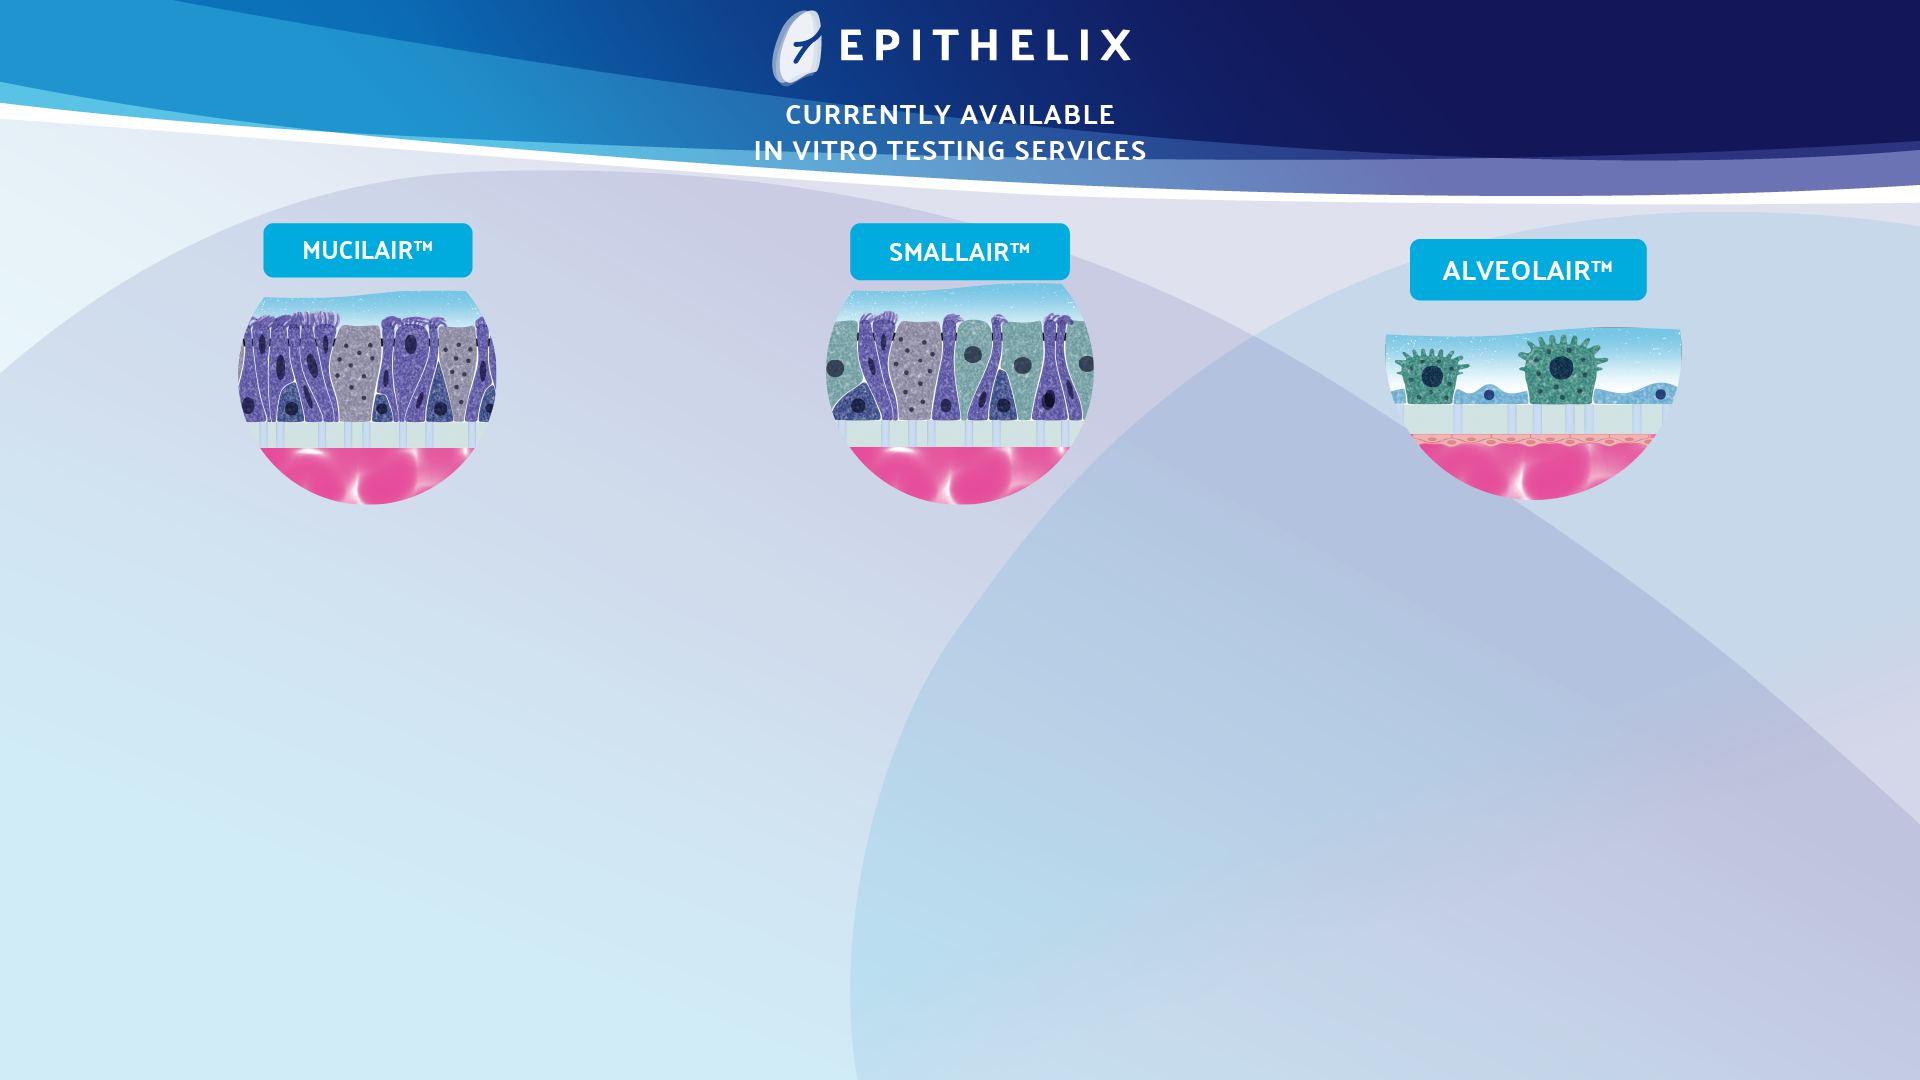 EPITHELIX
CURRENTLY AVAILABLE
IN VITRO TESTING SERVICES
MUCILAIR™
SMALLAIR™
ALVEOLAIR™